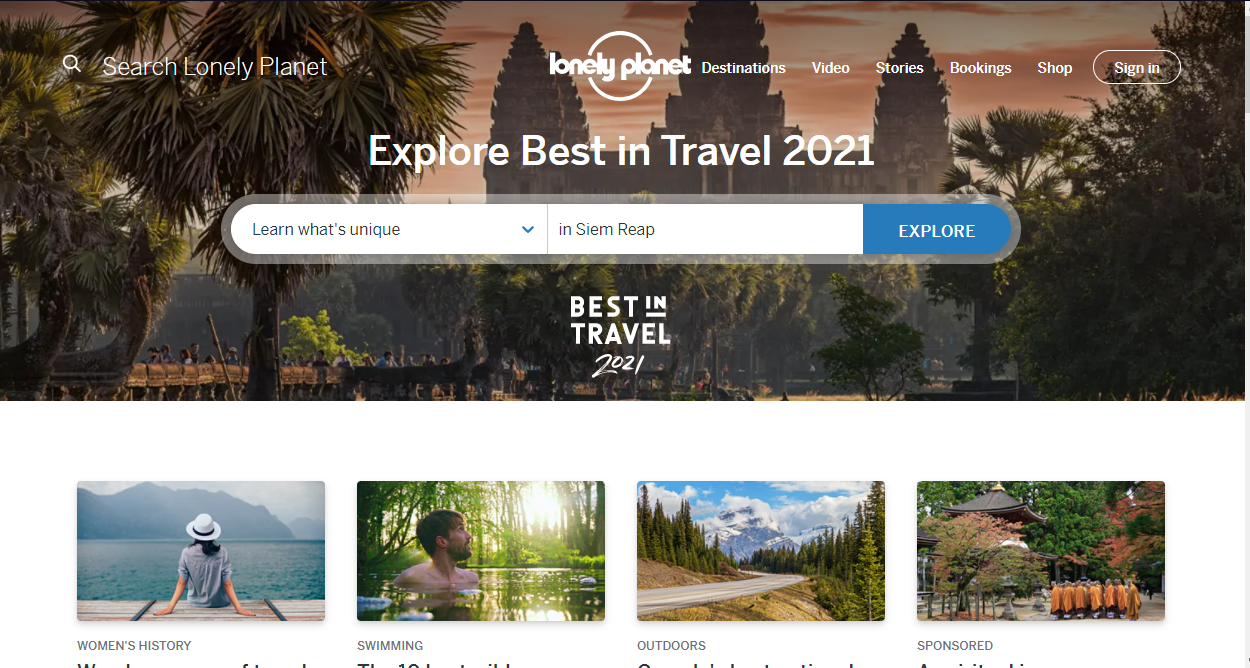 Search Lonely Planet
lonely planet
Destinations
Video
Stories
Bookings
Shop
Sign in
Explore Best in Travel 2021
Learn what's unique
in Siem Reap
EXPLORE
BEST IN
TRAVEL
2021
WOMEN'S HISTORY
SWIMMING
OUTDOORS
SPONSORED